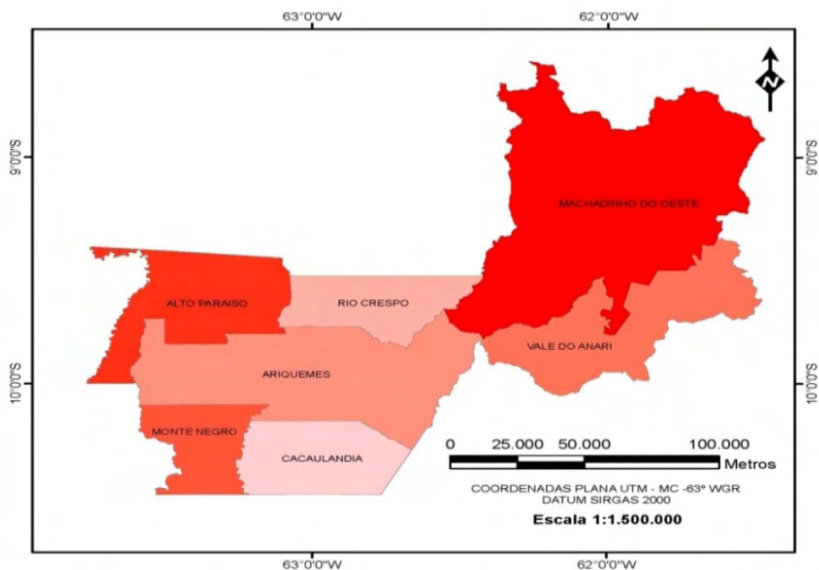 63°0'0"W
62°0'0"W
N
9°0'0"S
9°0'0"S
MACHADINHO DO OESTE
ALTO PARAISO
RIO CRESPO
VALE DO ANARI
ARIQUEMES
10°0'0"S
10°0'0"S
MONTE NEGRO
CACAULANDIA
0 25.000 50.000 100.000
Metros
COORDENADAS PLANA UTM - MC -63° WGR
DATUM SIRGAS 2000
Escala 1:1.500.000
63°0'0"W
62°0'0"W